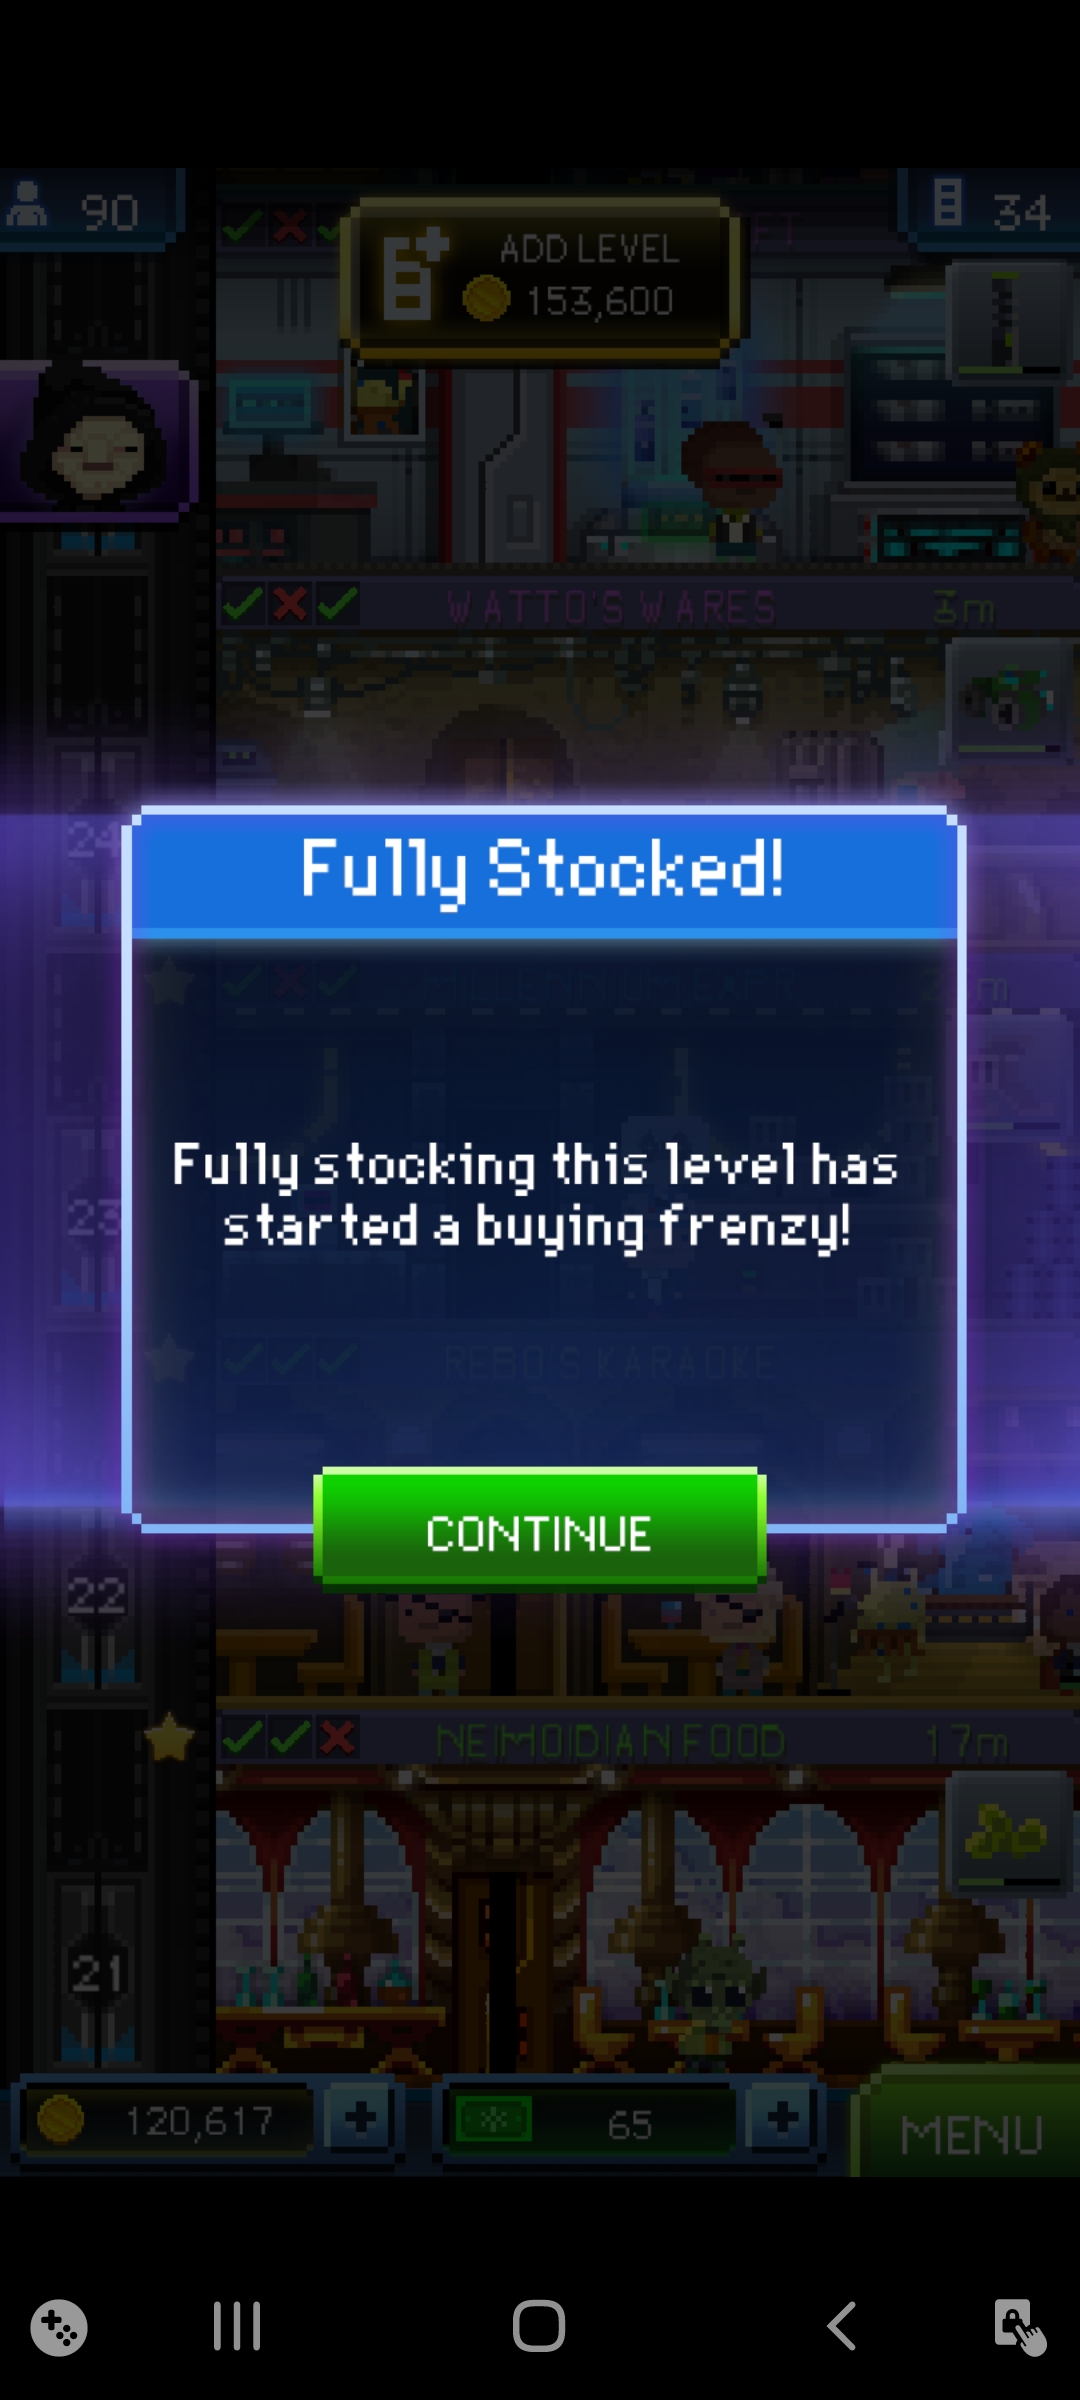 90
ADD LEVEL
153,600
34
WATTO'S WARES
3m
24
Fully Stocked!
Fully stocking this level has
started a buying frenzy!
23
REBO'S KARAOKE
CONTINUE
22
NEIMOIDIAN FOOD
17m
21
120,617
65
MENU